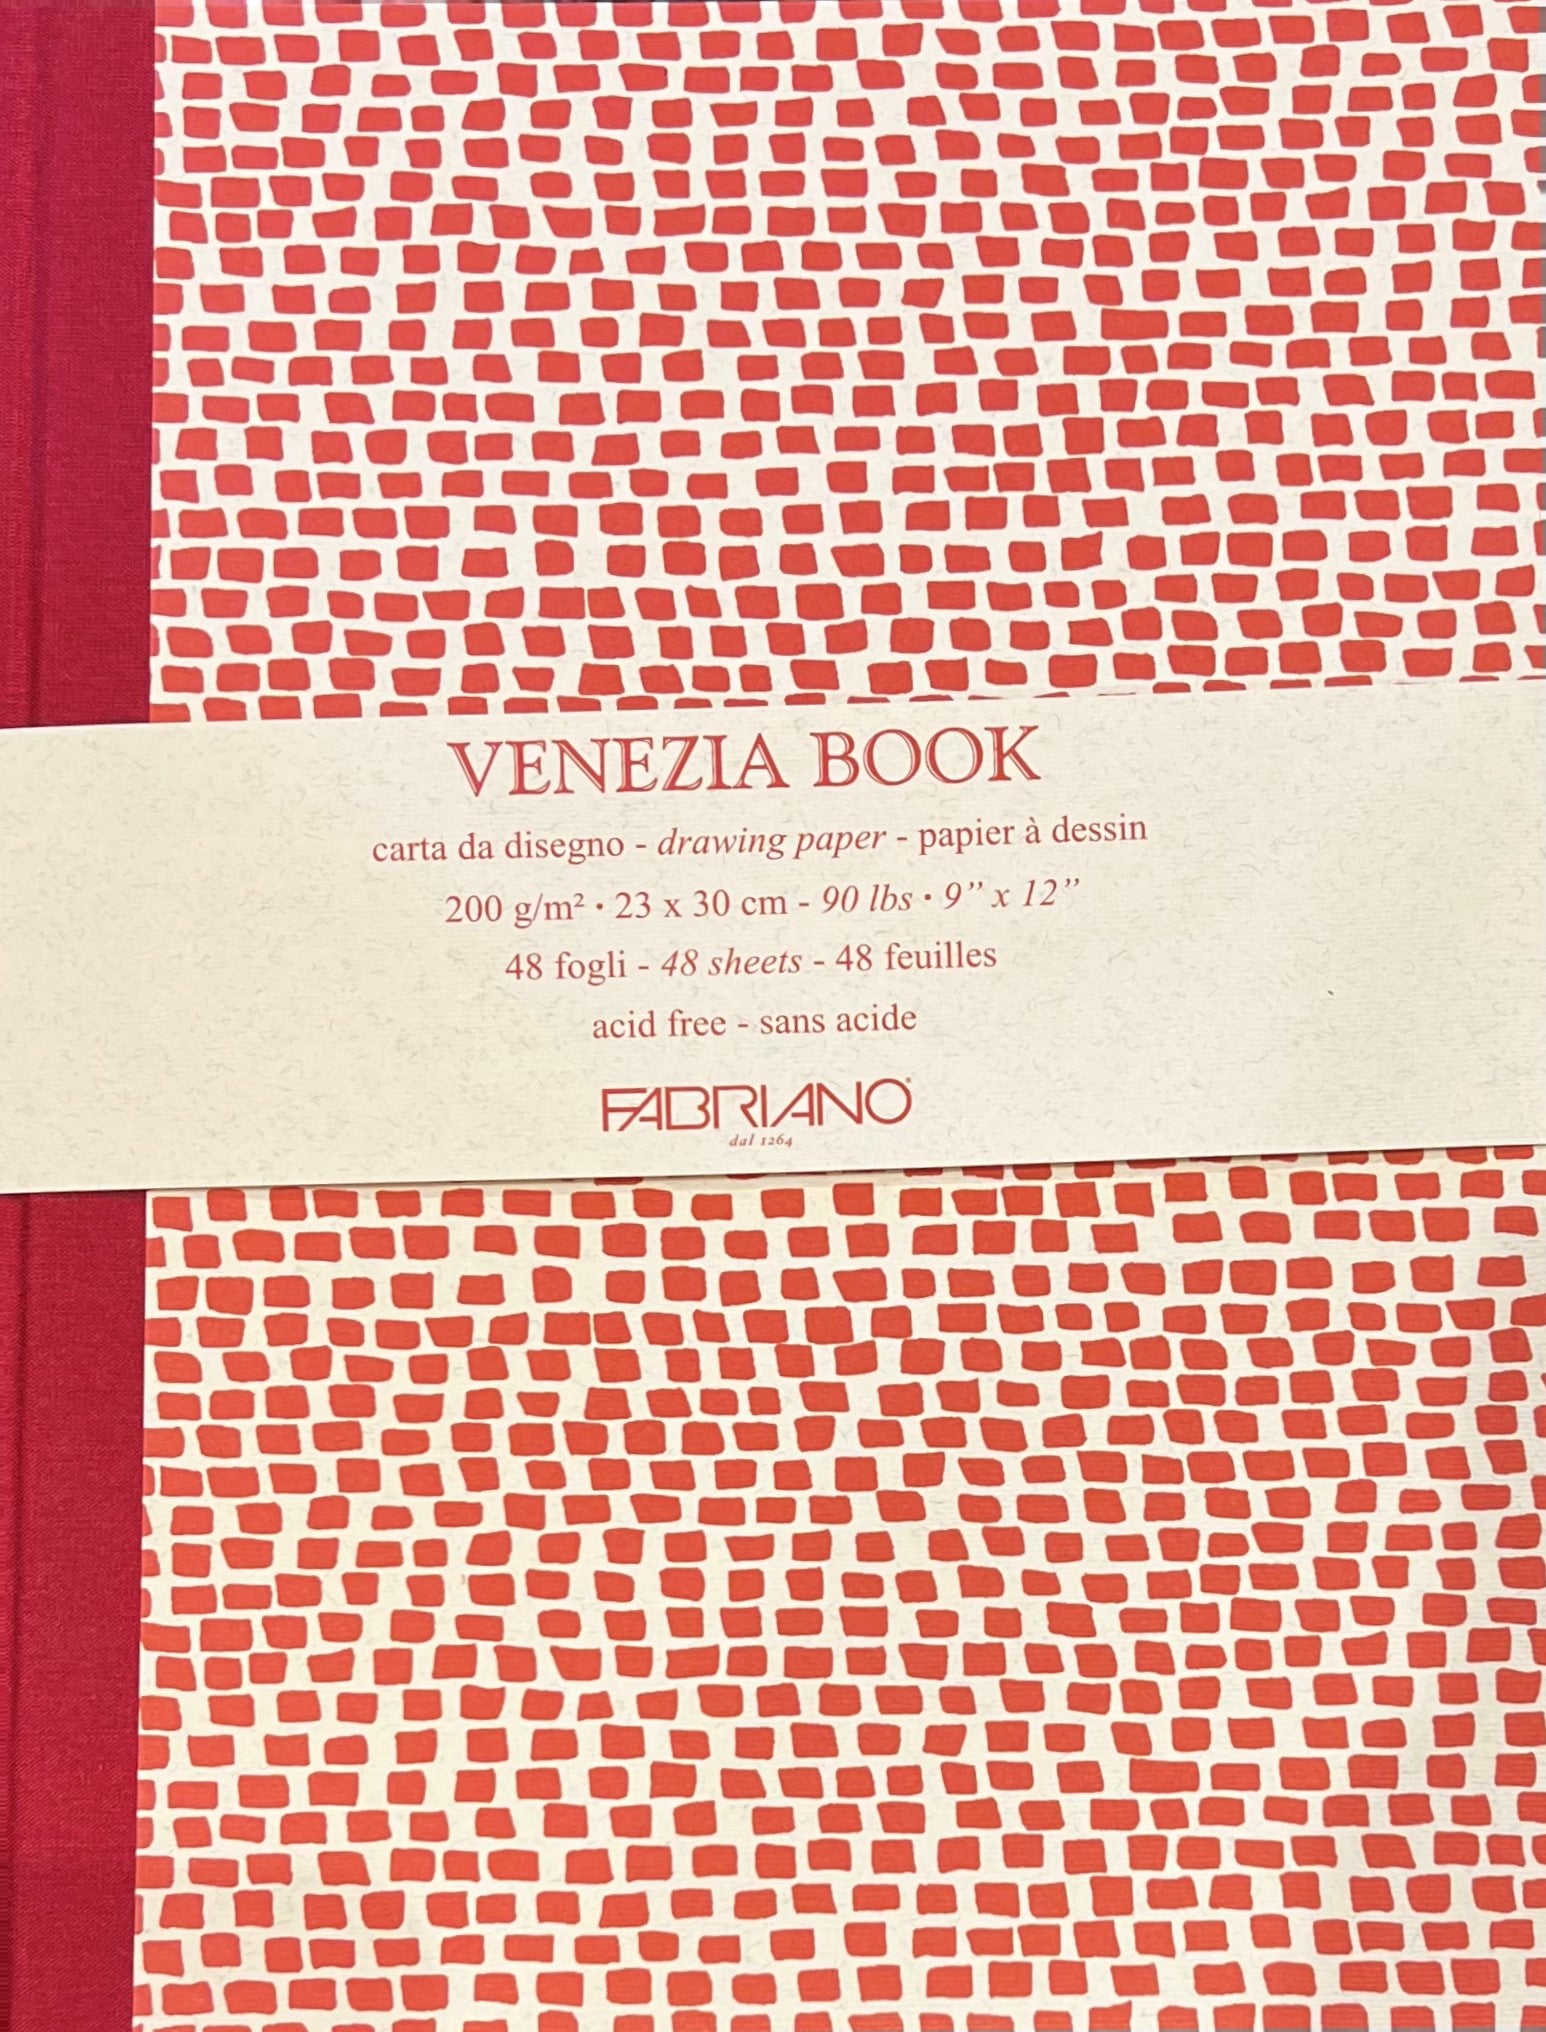 VENEZIA BOOK
carta da disegno - drawing paper - papier à dessin
200 g/m² • 23 x 30 cm - 90 lbs • 9” x 12”
48 fogli - 48 sheets - 48 feuilles
acid free - sans acide
FABRIANO®
dal 1264